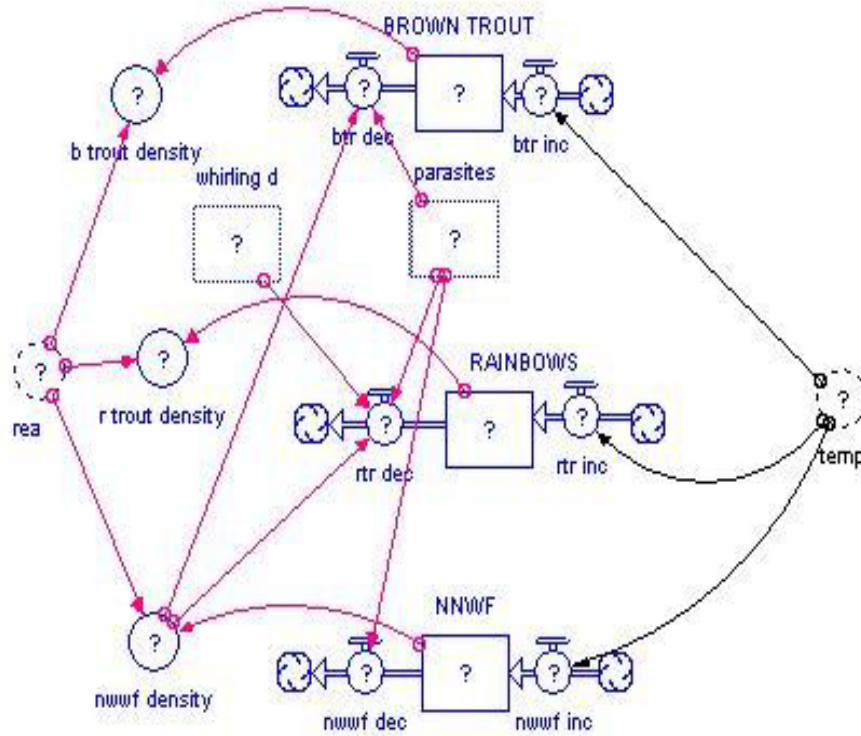 BROWN TROUT
?
?
?
?
b trout density
btr dec
btr inc
whirling d
parasites
?
?
RAINBOWS
?
?
?
?
?
?
rea
r trout density
rtr dec
rtr inc
temp
NNWF
?
?
?
?
nwwf density
nwwf dec
nwwf inc